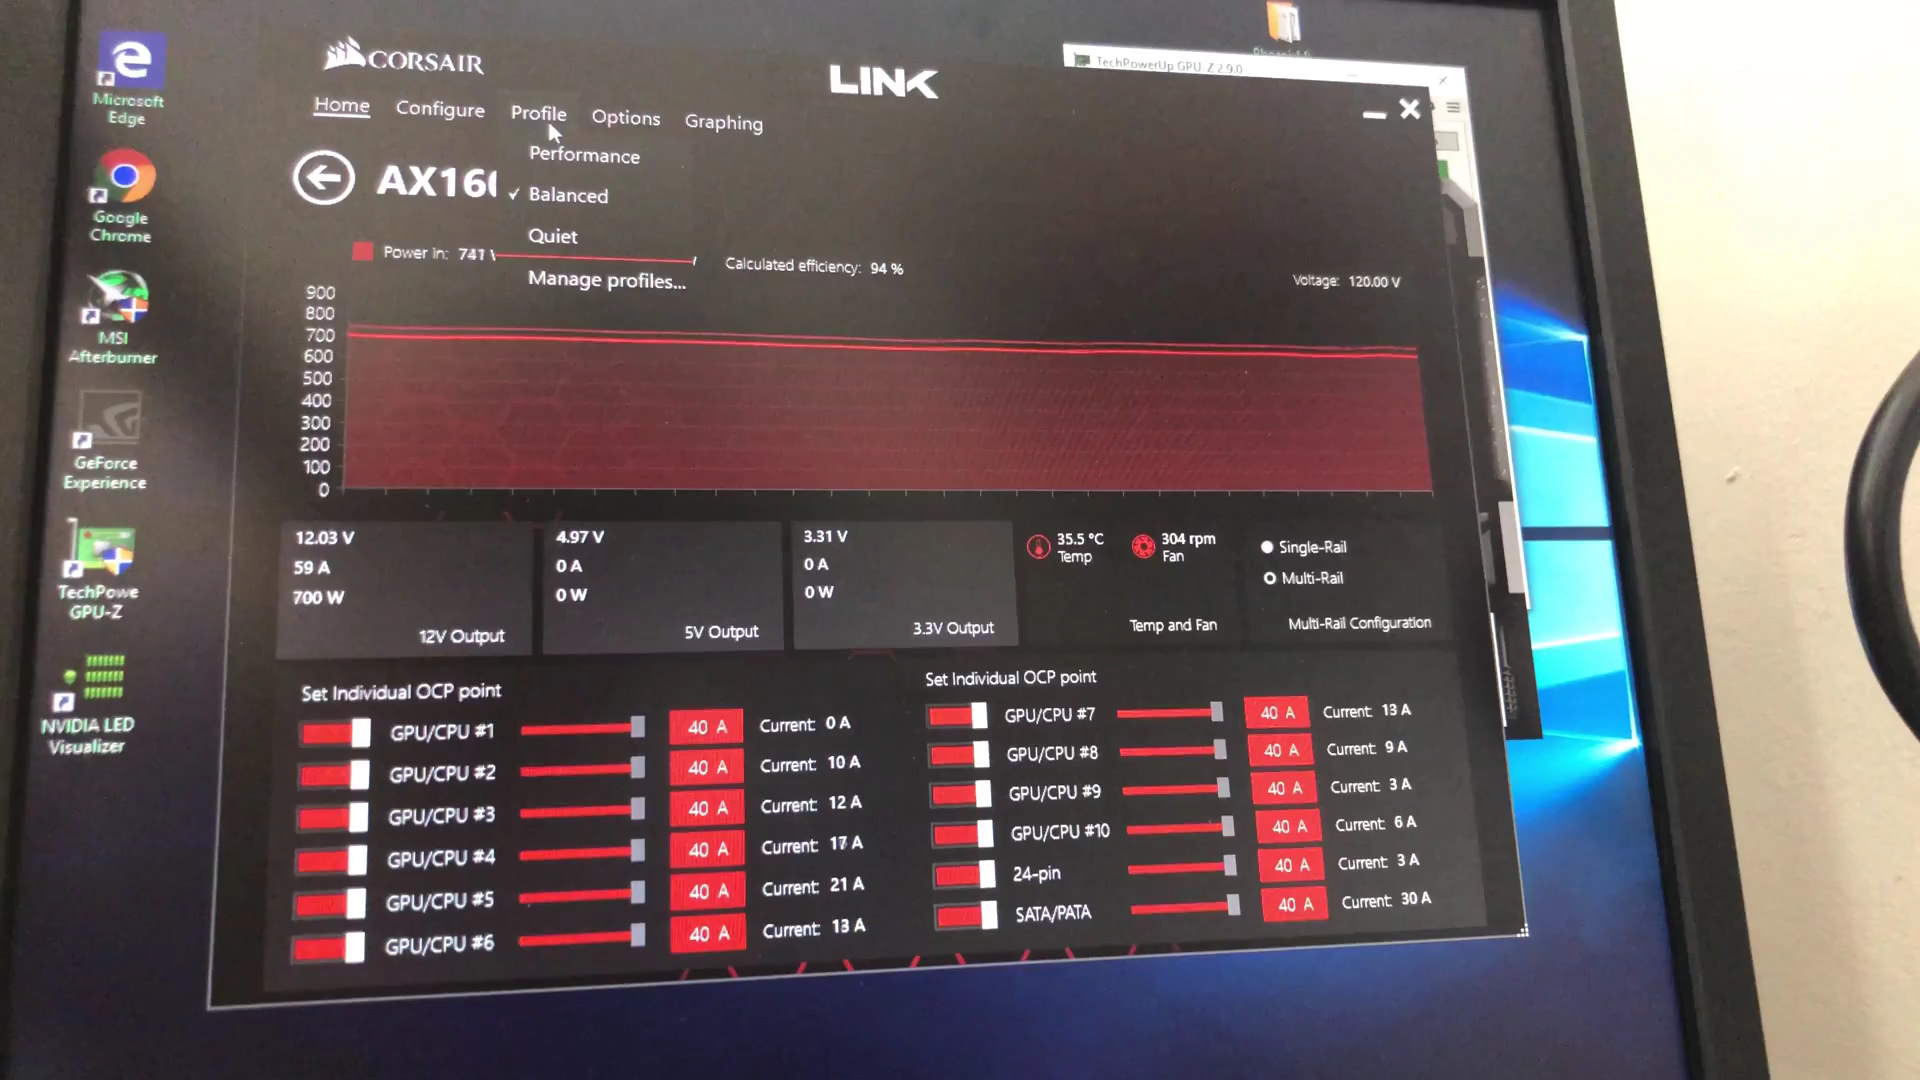 Microsoft
Edge
Google
Chrome
MSI
Afterburner
GeForce
Experience
TechPowe
GPU-Z
NVIDIA LED
Visualizer
TechPowerUp GPU-Z 2.9.0
CORSAIR
LINK
Home Configure Profile Options Graphing
Performance
✓ Balanced
Quiet
Manage profiles...
AX160
Power in: 741
Calculated efficiency: 94 %
Voltage: 120.00 V
900
800
700
600
500
400
300
200
100
0
12.03 V
59 A
700 W
12V Output
4.97 V
0 A
0 W
5V Output
3.31 V
0 A
0 W
3.3V Output
35.5 °C
Temp
304 rpm
Fan
Temp and Fan
Single-Rail
Multi-Rail
Multi-Rail Configuration
Set Individual OCP point
GPU/CPU #1 40 A Current: 0 A
GPU/CPU #2 40 A Current: 10 A
GPU/CPU #3 40 A Current: 12 A
GPU/CPU #4 40 A Current: 17 A
GPU/CPU #5 40 A Current: 21 A
GPU/CPU #6 40 A Current: 13 A
Set Individual OCP point
GPU/CPU #7 40 A Current: 13 A
GPU/CPU #8 40 A Current: 9 A
GPU/CPU #9 40 A Current: 3 A
GPU/CPU #10 40 A Current: 6 A
24-pin 40 A Current: 3 A
SATA/PATA 40 A Current: 30 A